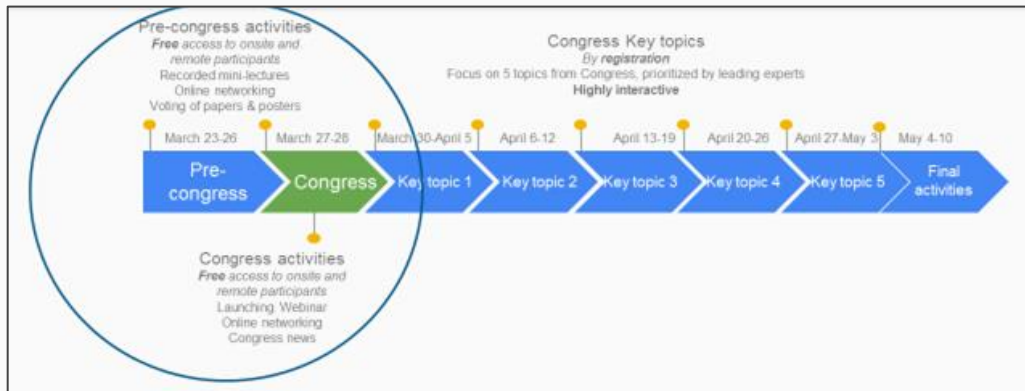 Pre-congress activities
Free access to onsite and
remote participants
Recorded mini-lectures
Online networking
Voting of papers & posters
Congress Key topics
By registration
Focus on 5 topics from Congress, prioritized by leading experts
Highly interactive
March 23-26
March 27-28
March 30-April 5
April 6-12
April 13-19
April 20-26
April 27-May 3
May 4-10
Pre-
congress
Congress
Key topic 1
Key topic 2
Key topic 3
Key topic 4
Key topic 5
Final
activities
Congress activities
Free access to onsite and
remote participants
Launching Webinar
Online networking
Congress news